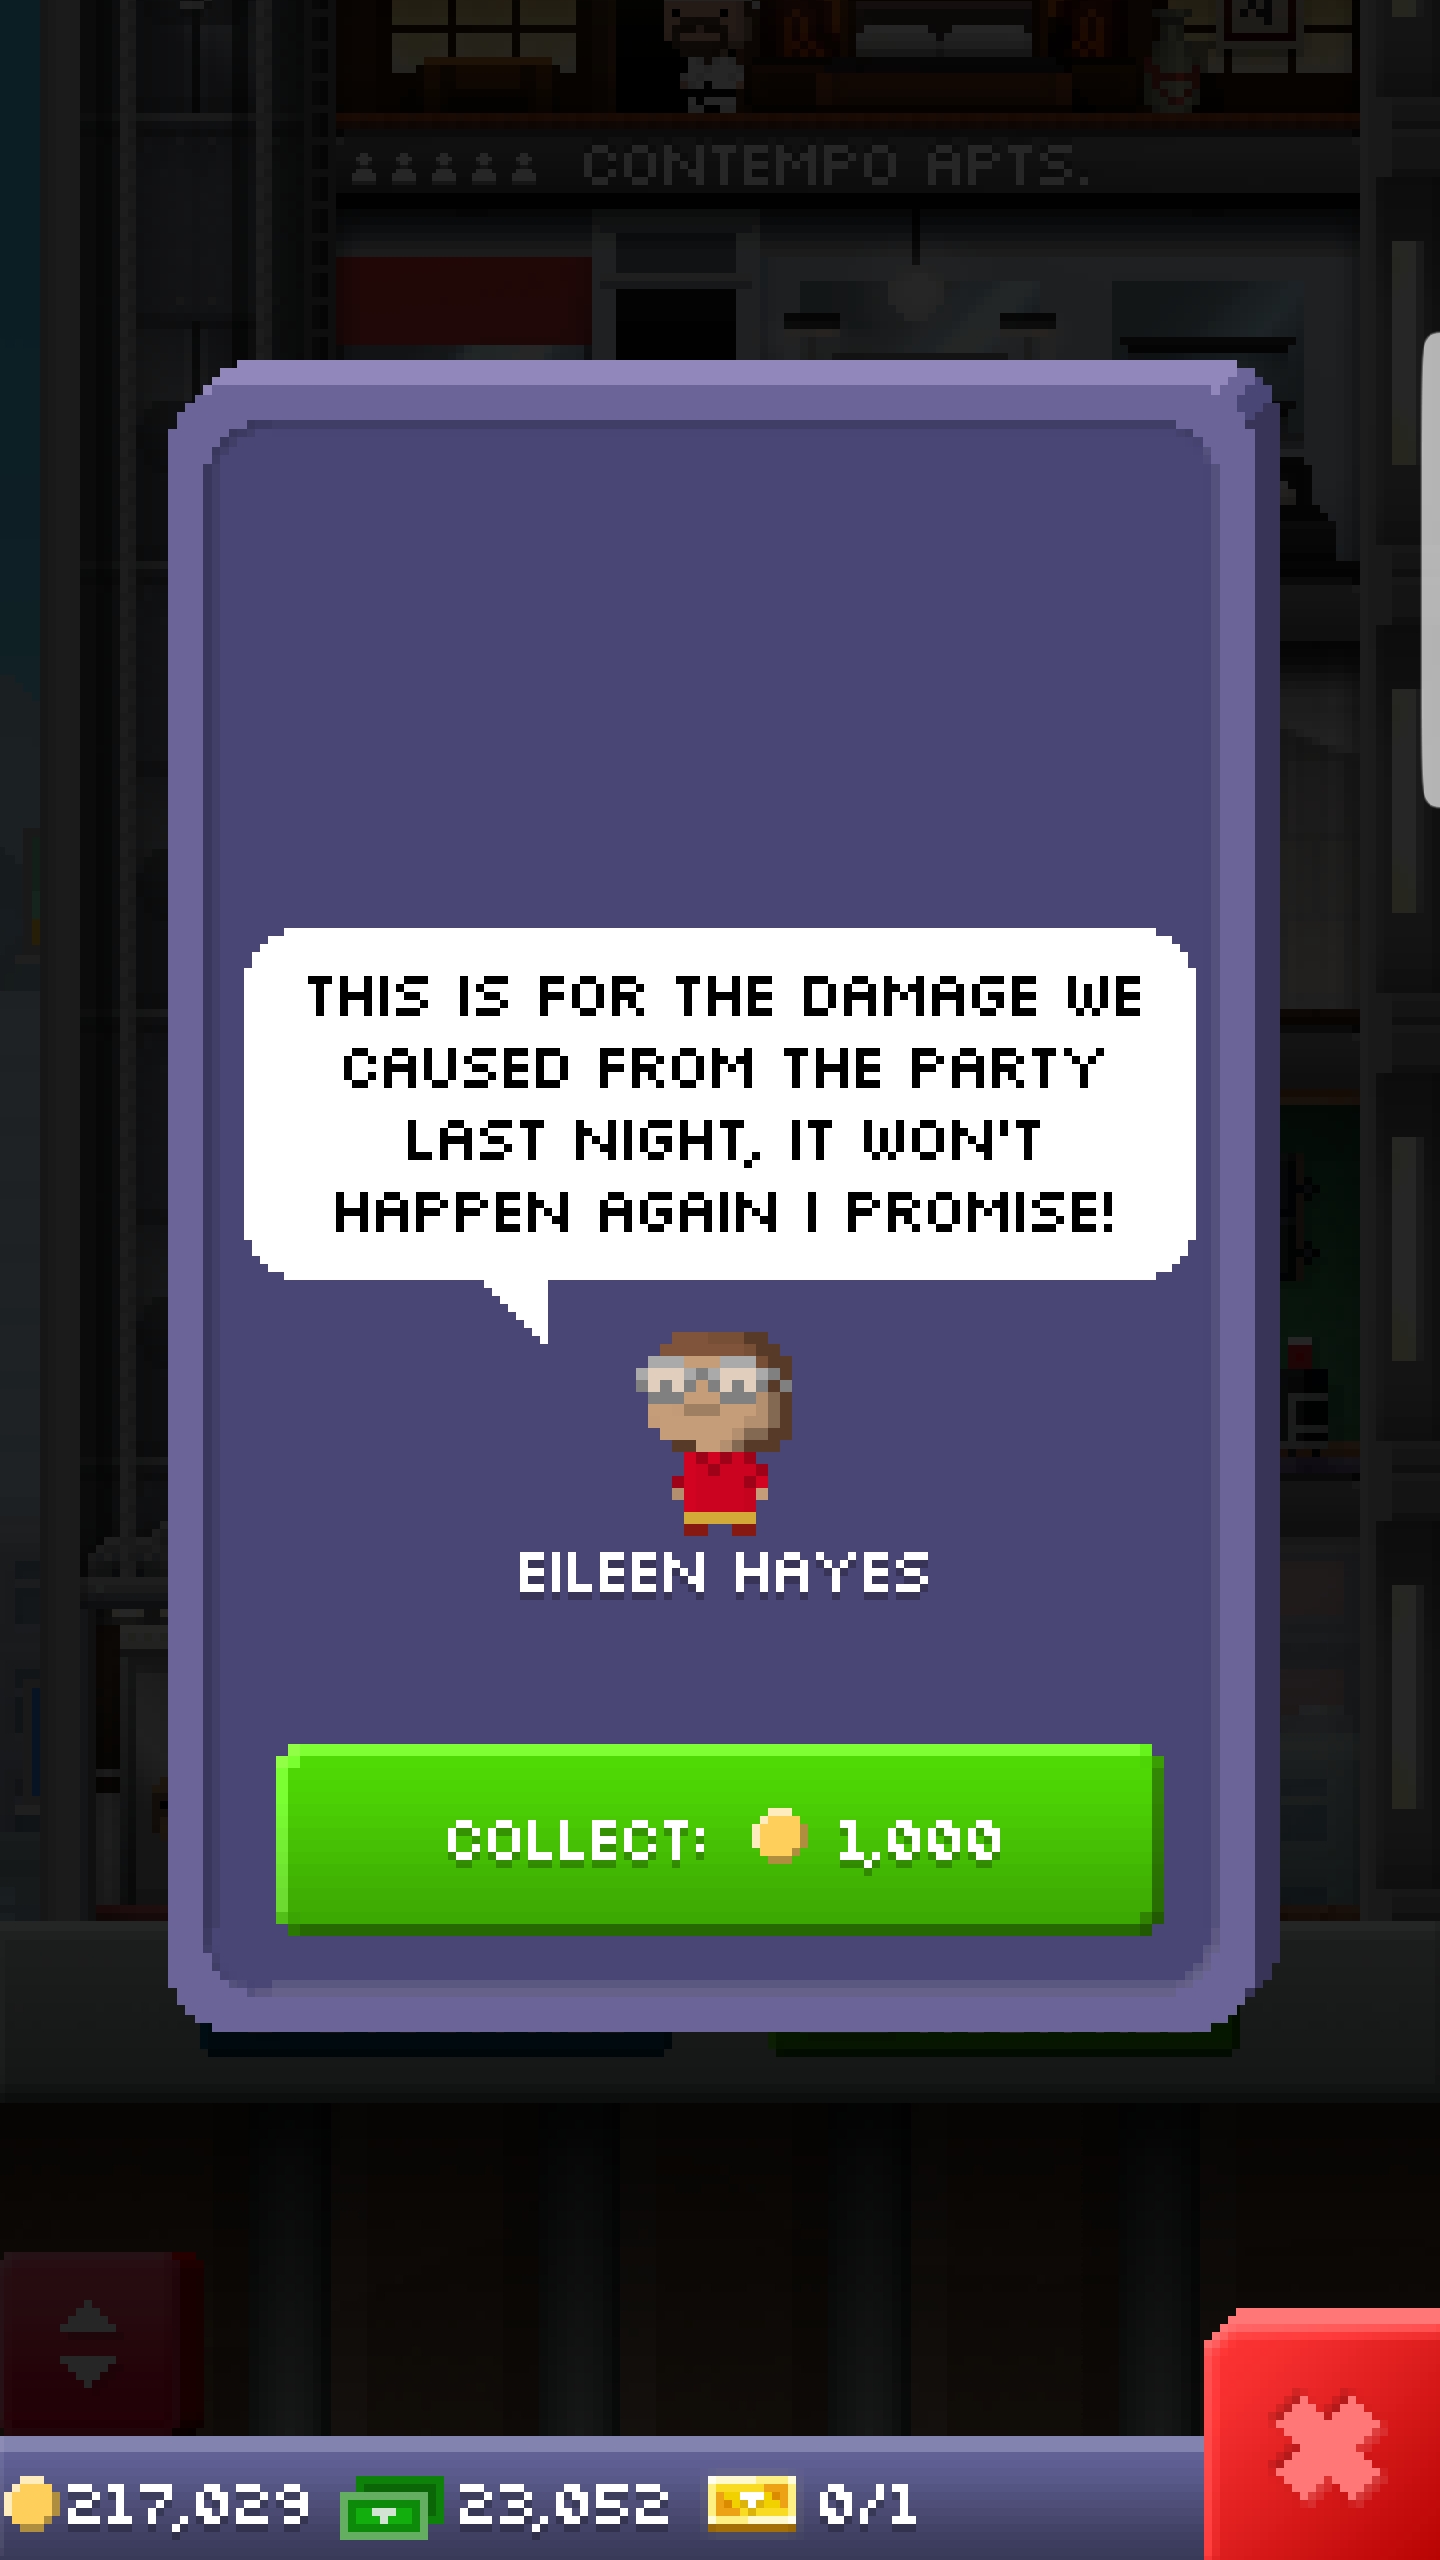 CONTEMPO APTS.
THIS IS FOR THE DAMAGE WE
CAUSED FROM THE PARTY
LAST NIGHT, IT WON'T
HAPPEN AGAIN I PROMISE!
EILEEN HAYES
COLLECT: 1,000
217,029 23,052 0/1